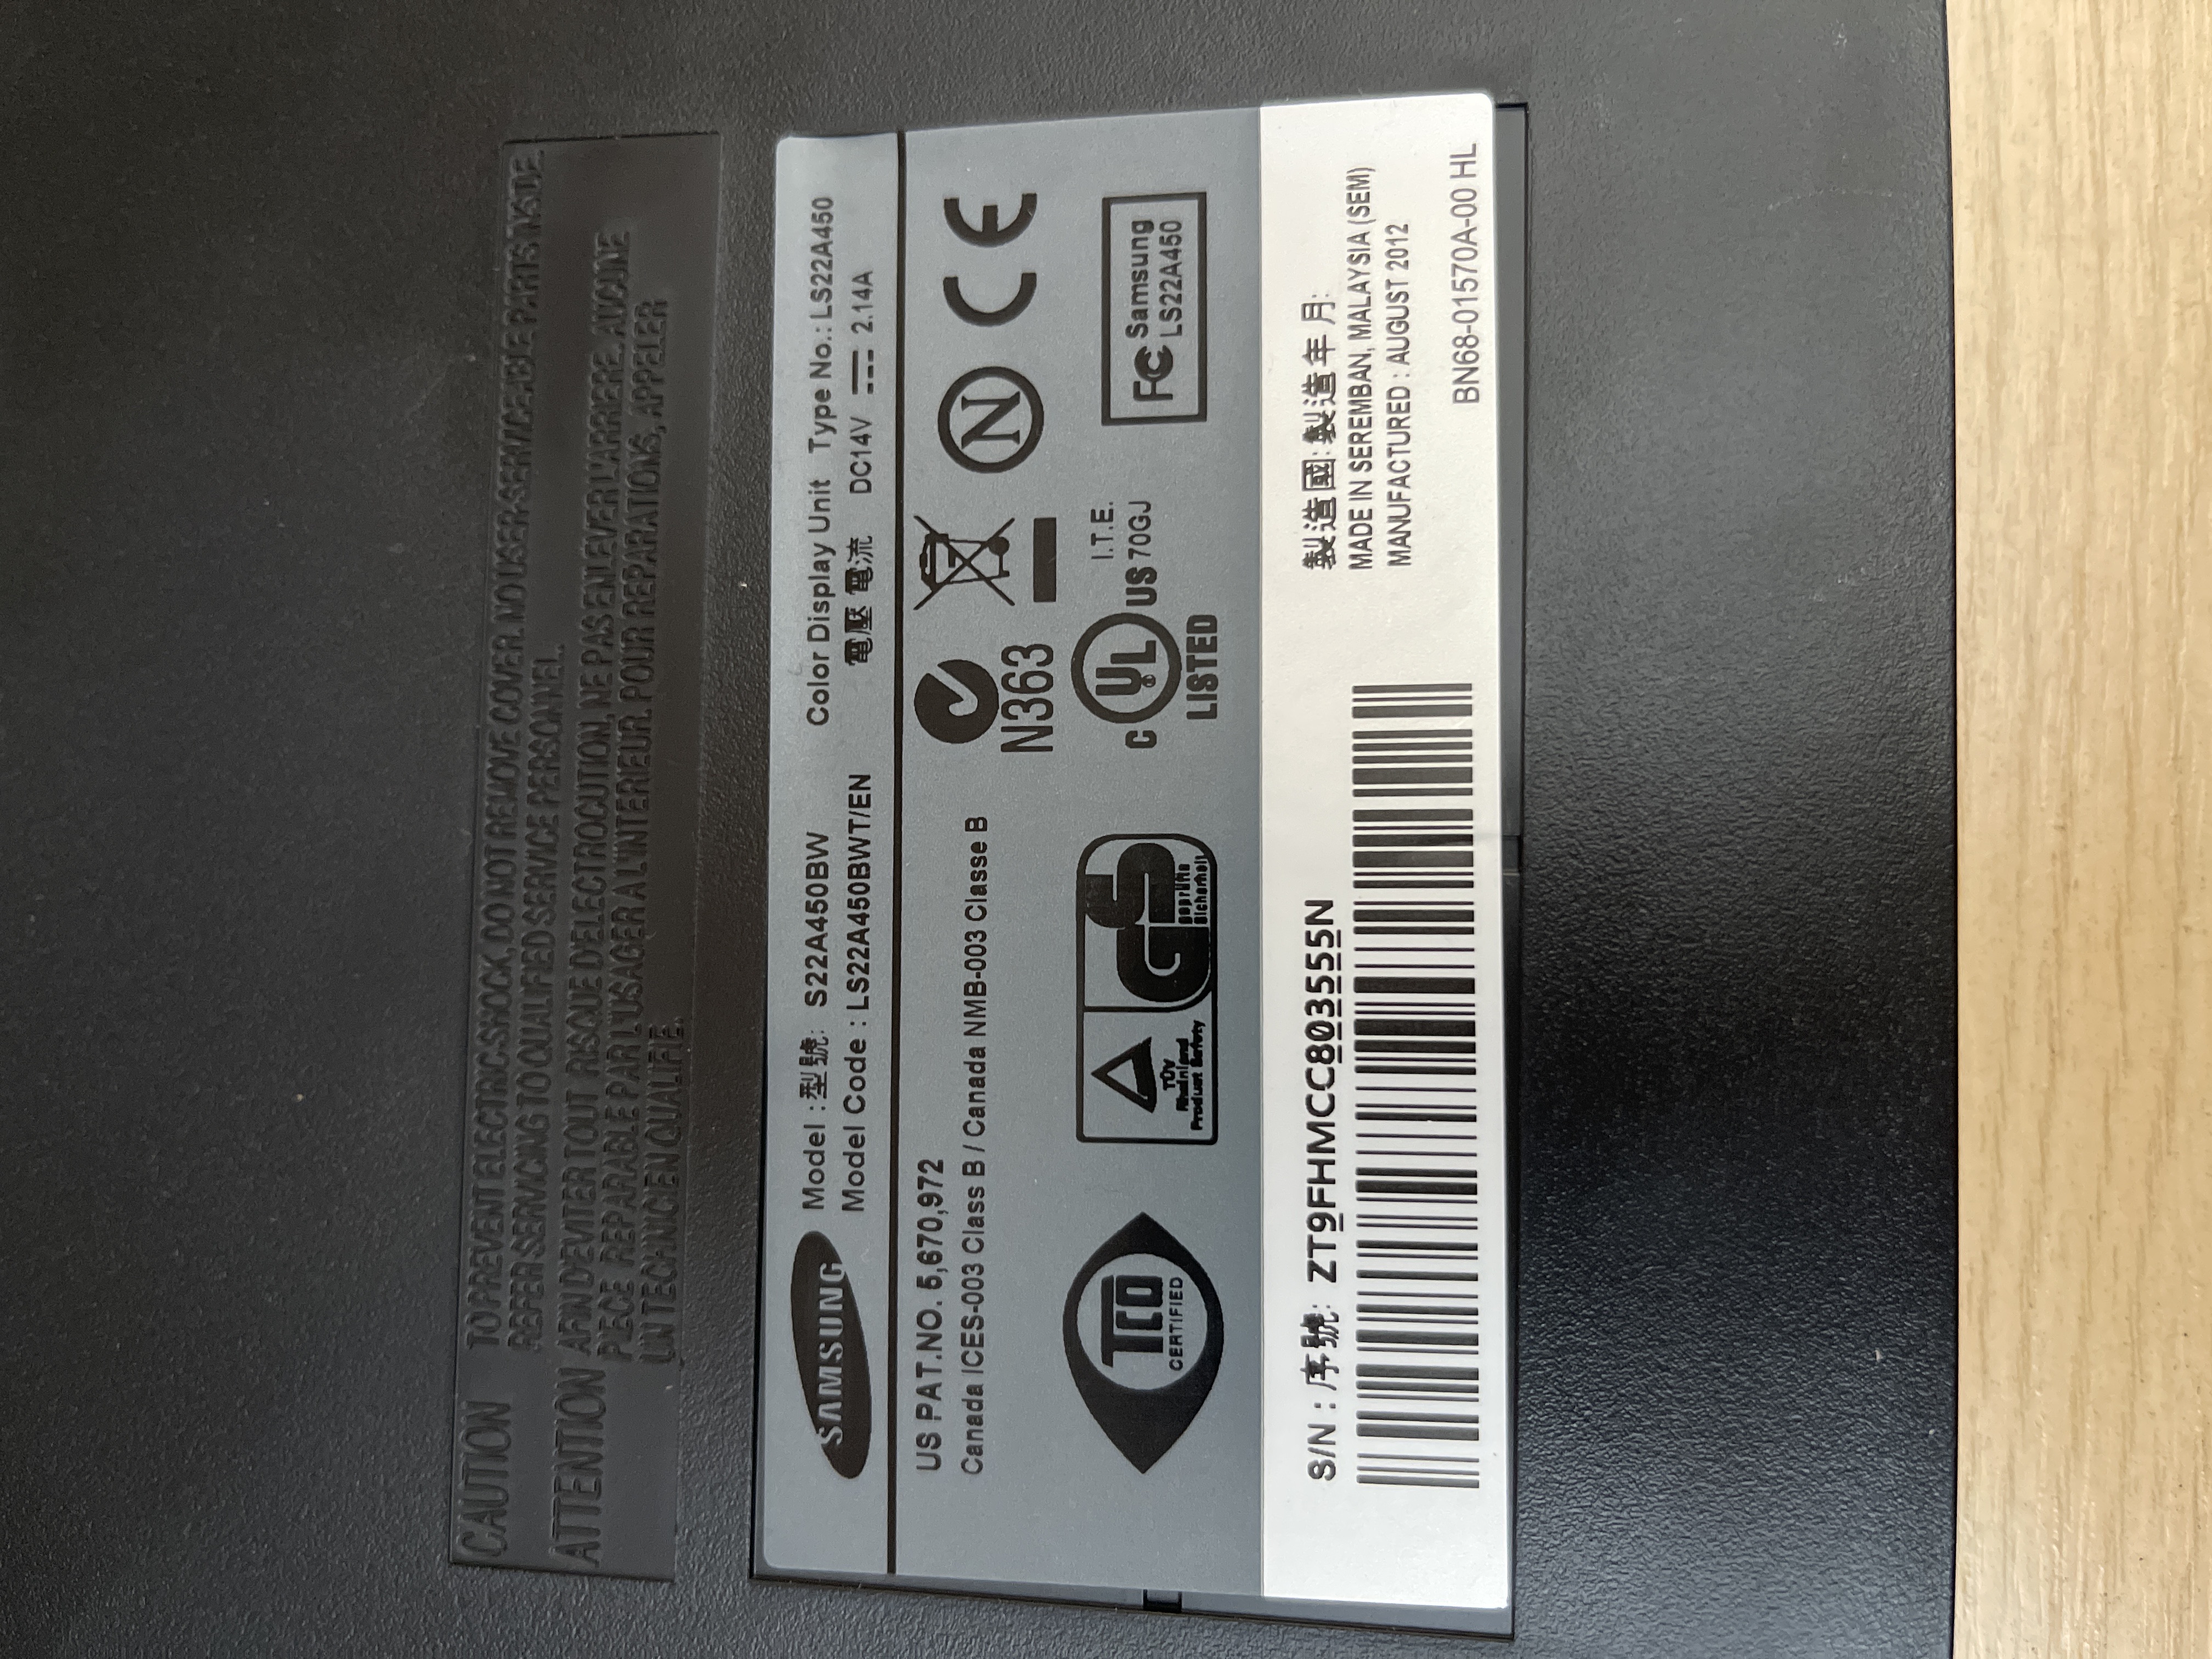 CAUTION TO PREVENT ELECTRIC SHOCK, DO NOT REMOVE COVER. NO USER-SERVICEABLE PARTS INSIDE.
REFER SERVICING TO QUALIFIED SERVICE PERSONNEL.
ATTENTION AFIN D'EVITER TOUT RISQUE D'ELECTROCUTION, NE PAS ENLEVER L'ARRIERE. AUCUNE
PIECE REPARABLE PAR L'USAGER A L'INTERIEUR. POUR REPARATIONS, APPELER
UN TECHNICIEN QUALIFIE.
SAMSUNG
Model : 型號: S22A450BW Color Display Unit Type No.: LS22A450
Model Code : LS22A450BWT/EN 電壓 電流 DC14V 2.14A
US PAT.NO. 5,670,972
Canada ICES-003 Class B / Canada NMB-003 Classe B
N363
N
CE
TCO
CERTIFIED
TÜV
Rheinland
Product Safety
GS
geprüfte
Sicherheit
C UL ® US
LISTED
I.T.E.
70GJ
FC Samsung
LS22A450
S/N : 序號: ZT9FHMCC803555N
製造國: 製造年月:
MADE IN SEREMBAN, MALAYSIA (SEM)
MANUFACTURED : AUGUST 2012
BN68-01570A-00 HL